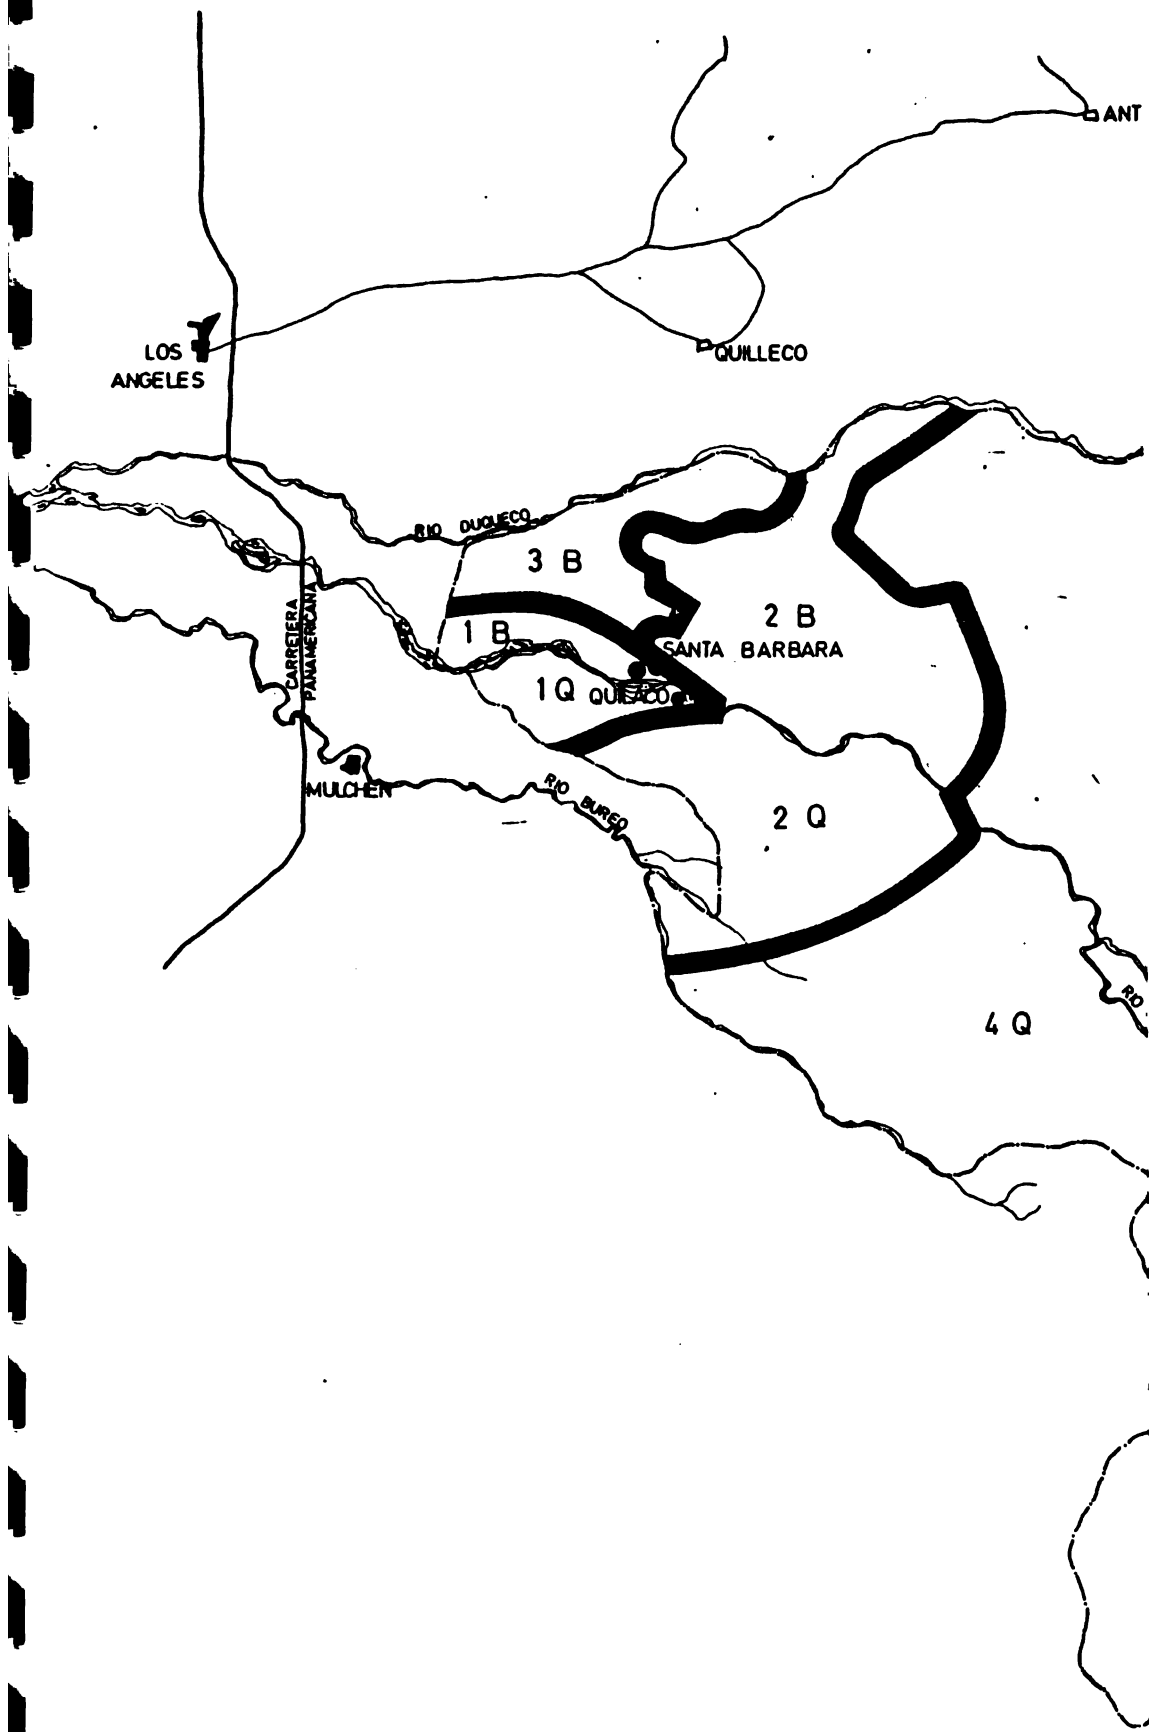 ANT
LOS
ANGELES
QUILLECO
RIO DUQUECO
3 B
2 B
1 B
SANTA BARBARA
1 Q
QUILACO
CARRETERA
PANAMERICANA
MULCHEN
RIO BUREO
2 Q
RIO
4 Q